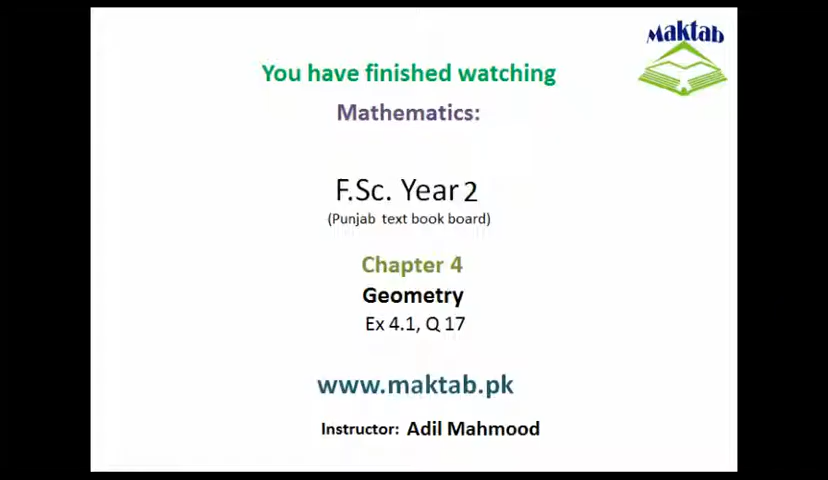 Maktab
You have finished watching
Mathematics:
F.Sc. Year 2
(Punjab text book board)
Chapter 4
Geometry
Ex 4.1, Q 17
www.maktab.pk
Instructor: Adil Mahmood